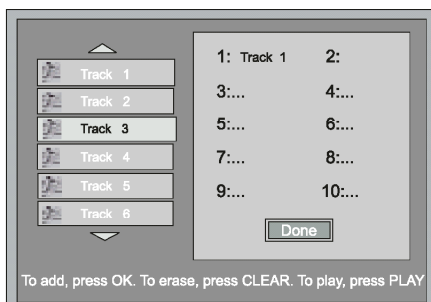 Track 1
Track 2
Track 3
Track 4
Track 5
Track 6
1: Track 1 2:
3:... 4:...
5:... 6:...
7:... 8:...
9:... 10:...
Done
To add, press OK. To erase, press CLEAR. To play, press PLAY